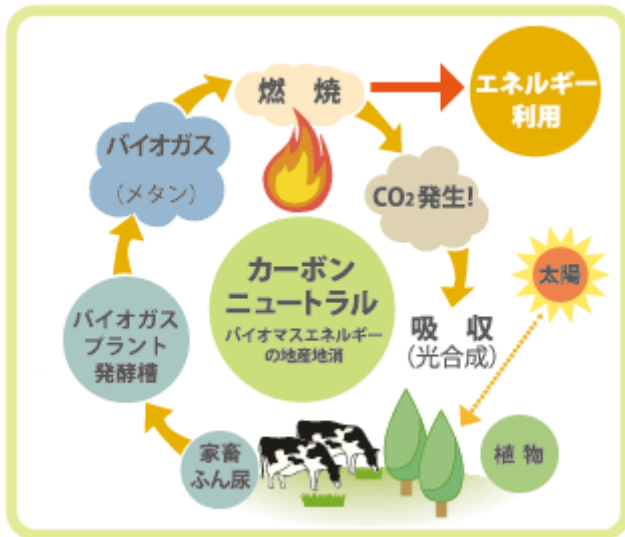 燃 焼
エネルギー
利用
バイオガス
(メタン)
CO₂発生!
カーボン
ニュートラル
バイオマスエネルギー
の地産地消
太陽
吸 収
(光合成)
バイオガス
プラント
発酵槽
家畜
ふん尿
植 物